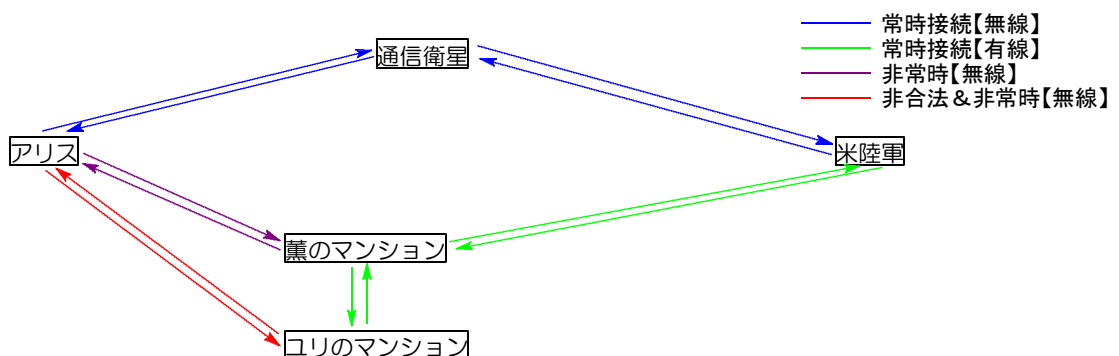 常時接続【無線】
通信衛星
常時接続【有線】
非常時【無線】
非合法＆非常時【無線】
アリス
米陸軍
薫のマンション
ユリのマンション